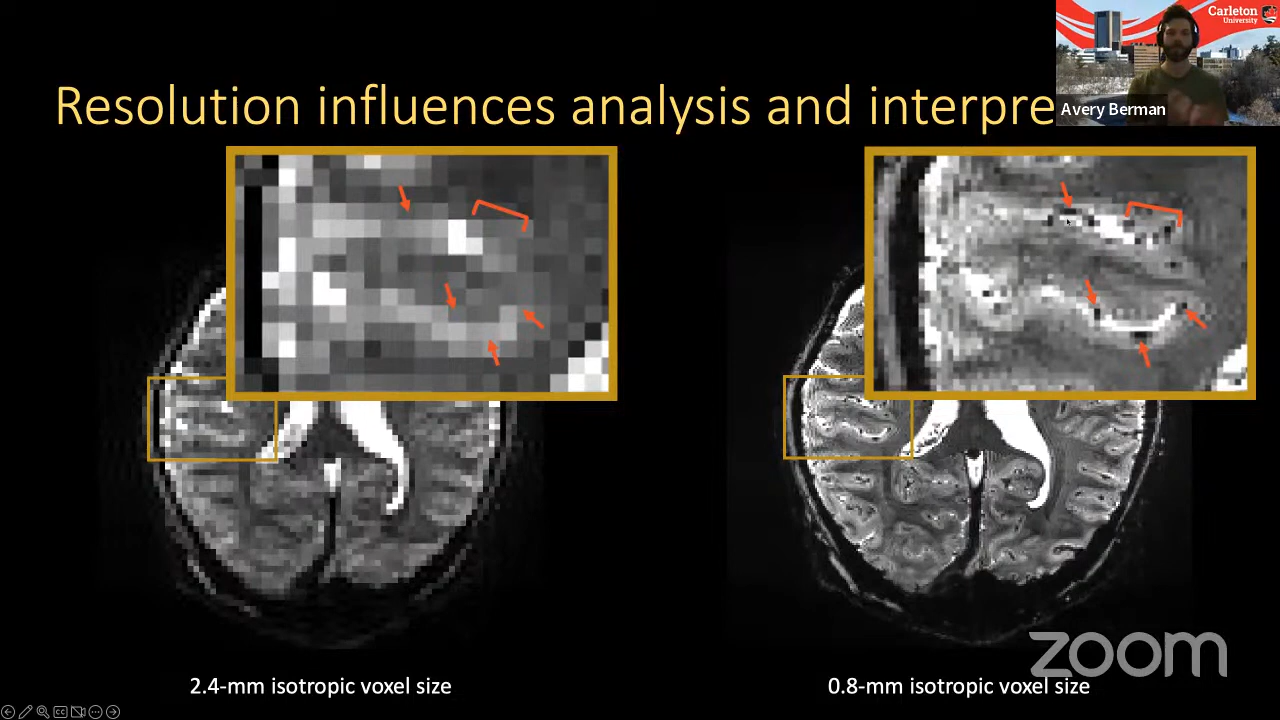 Carleton
University
Avery Berman
Resolution influences analysis and interpre
2.4-mm isotropic voxel size
0.8-mm isotropic voxel size
zoom